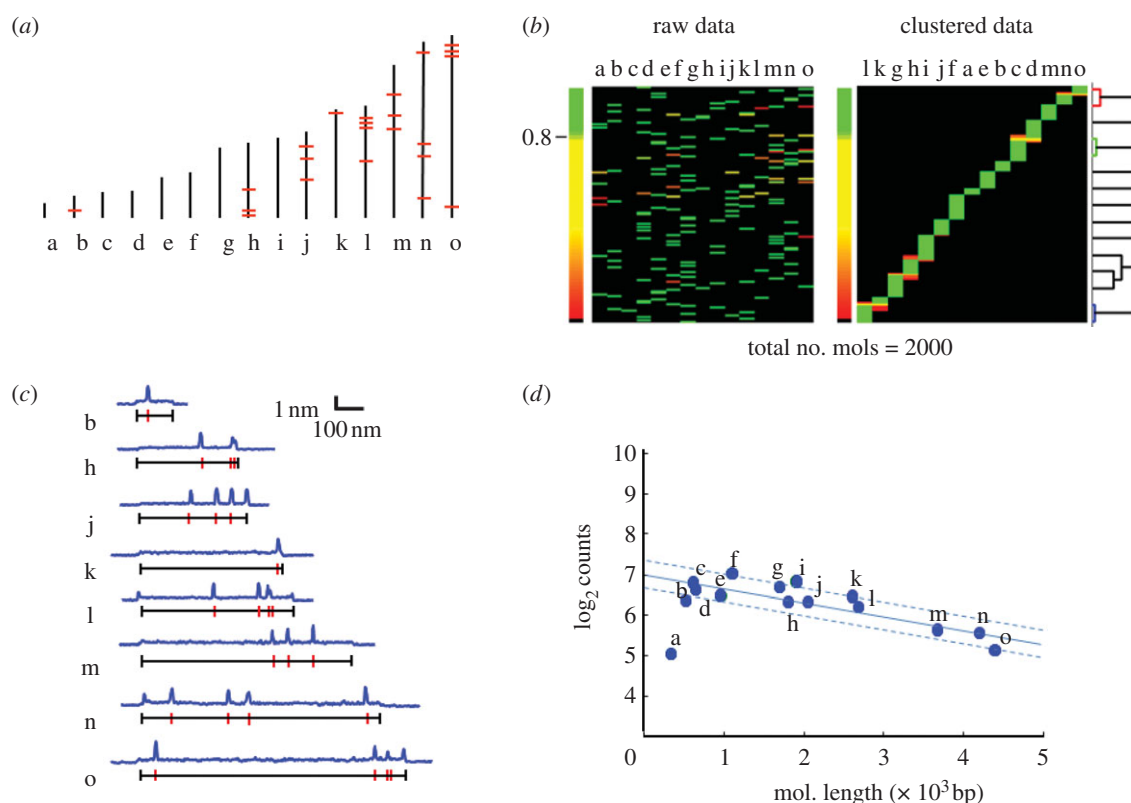 (a)
a b c d e f g h i j k l m n o
(b)
raw data
clustered data
a b c d e f g h i j k l m n o
l k g h i j f a e b c d m n o
0.8
total no. mols = 2000
(c)
1 nm
100 nm
b
h
j
k
l
m
n
o
(d)
log2 counts
10
9
8
7
6
5
4
0 1 2 3 4 5
a b c d e f g h i j k l m n o
mol. length (× 10³ bp)